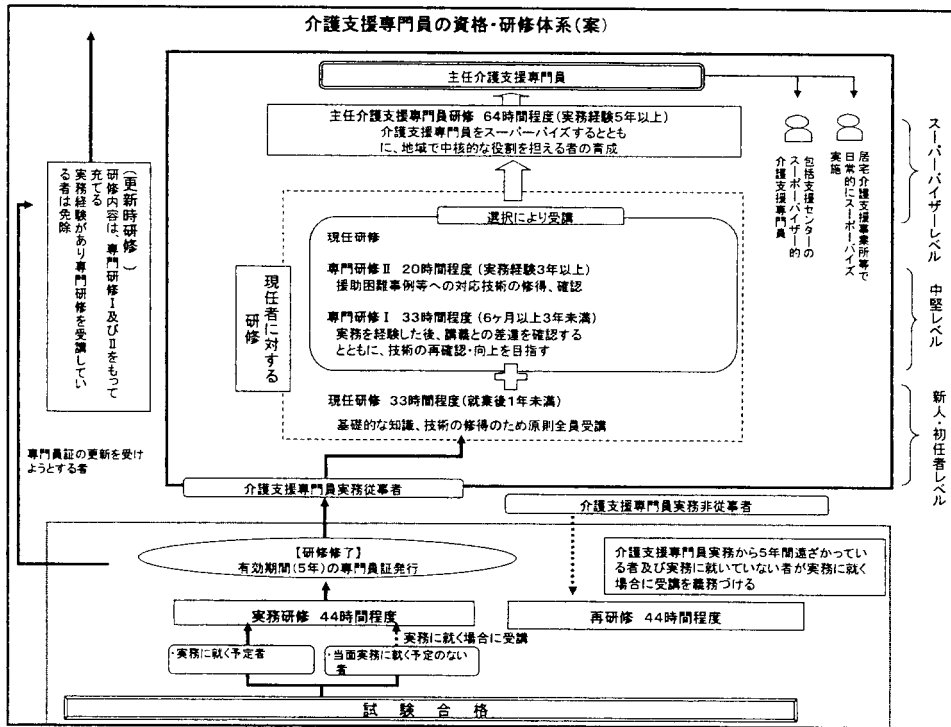 介護支援専門員の資格・研修体系(案)
主任介護支援専門員
主任介護支援専門員研修 64時間程度(実務経験5年以上)
介護支援専門員をスーパーバイズするととも
に、地域で中核的な役割を担える者の育成
選択により受講
現任研修
専門研修Ⅱ 20時間程度(実務経験3年以上)
援助困難事例等への対応技術の修得、確認
専門研修Ⅰ 33時間程度(6ヶ月以上3年未満)
実務を経験した後、講義との差違を確認する
とともに、技術の再確認・向上を目指す
現任研修 33時間程度(就業後1年未満)
基礎的な知識、技術の修得のため原則全員受講
現任者に対する
研修
包括支援センターの
スーパーバイザー的
介護支援専門員
居宅介護支援事業所等で
日常的にスーパーバイズ
実施
スーパーバイザーレベル
中堅レベル
新人・初任者レベル
(更新時研修)
研修内容は、専門研修Ⅰ及びⅡをもって
充てる
実務経験があり専門研修を受講してい
る者は免除
専門員証の更新を受け
ようとする者
介護支援専門員実務従事者
介護支援専門員実務非従事者
【研修修了】
有効期間(5年)の専門員証発行
介護支援専門員実務から5年間遠ざかってい
る者及び実務に就いていない者が実務に就く
場合に受講を義務づける
実務研修 44時間程度
再研修 44時間程度
実務に就く場合に受講
・実務に就く予定者
・当面実務に就く予定のない
者
試験合格